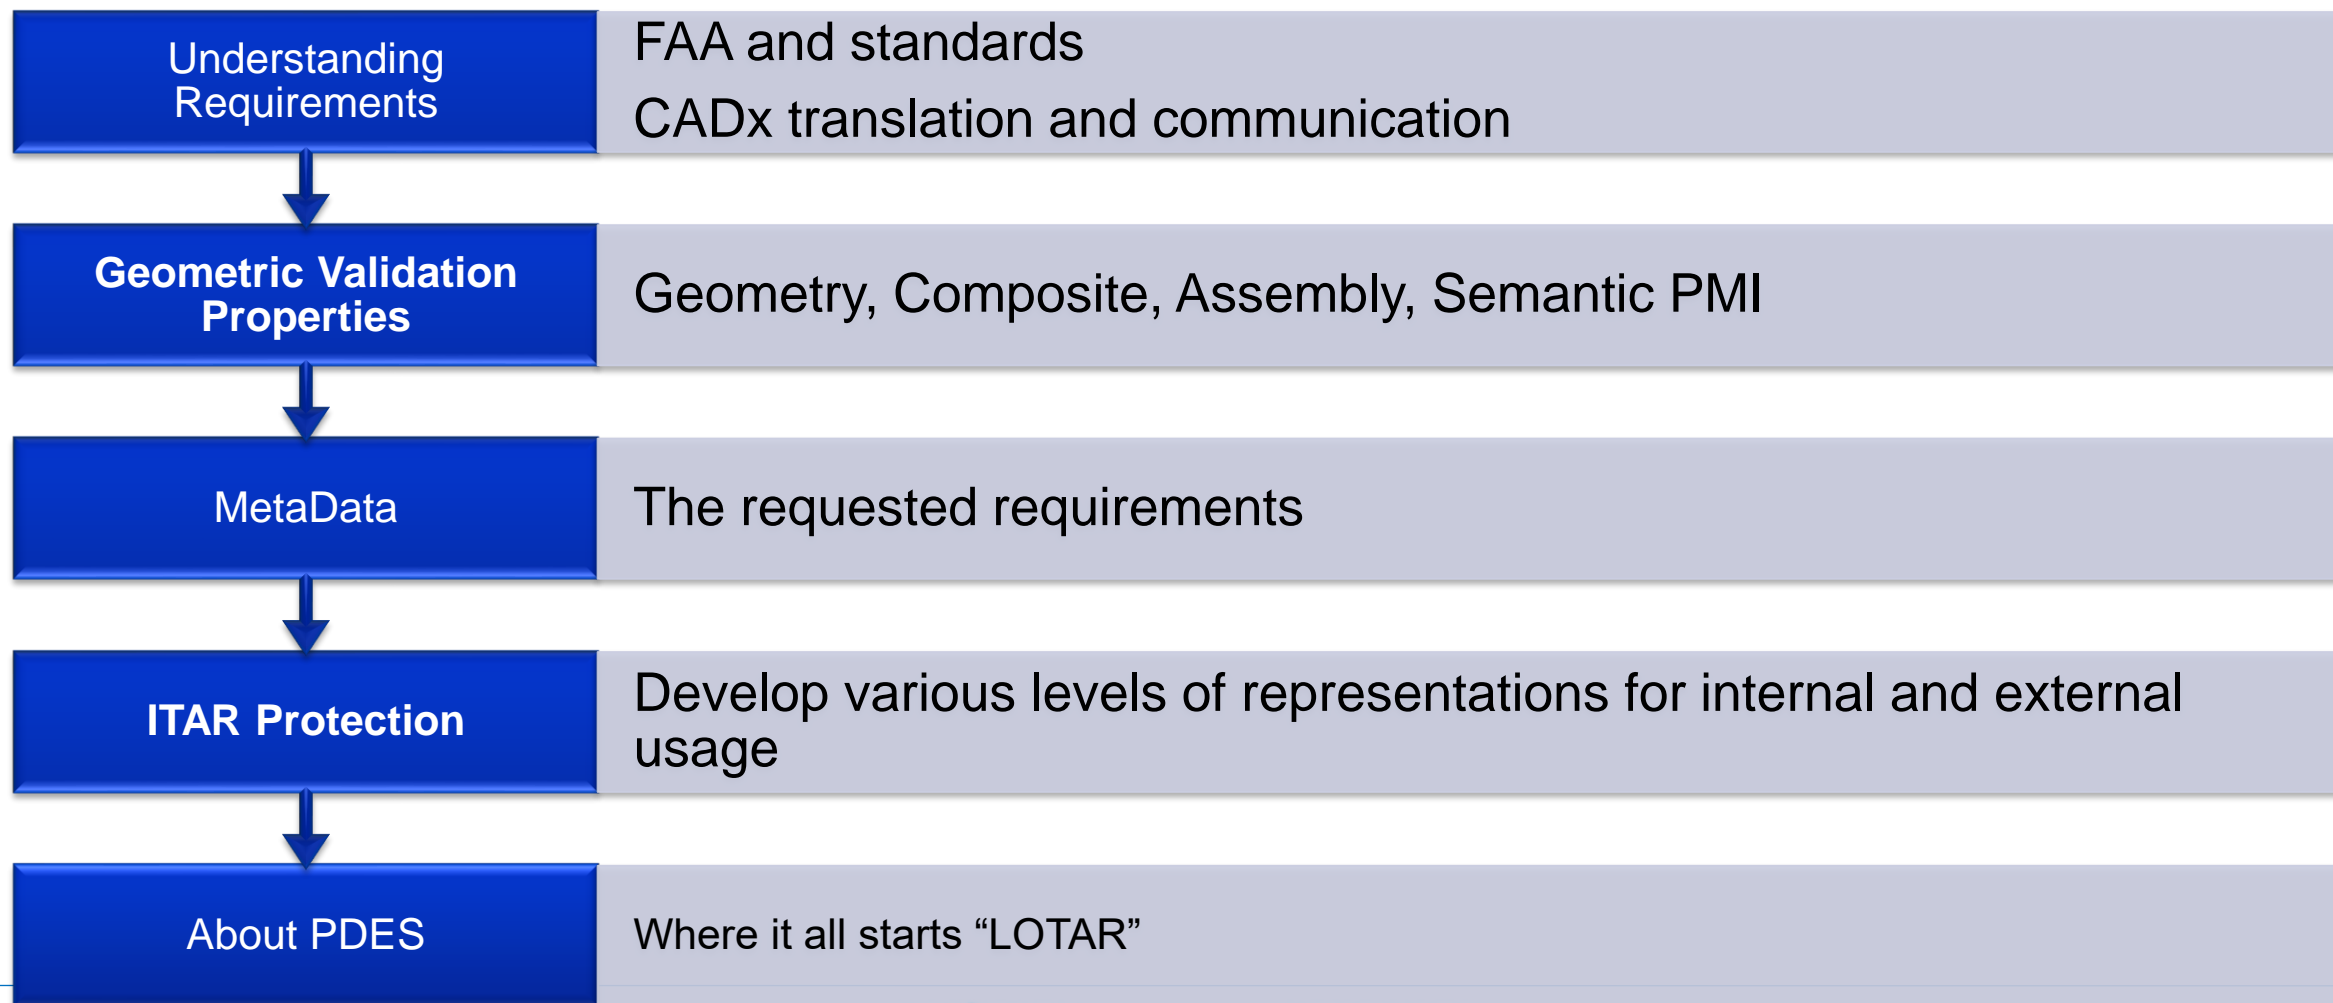 Understanding
Requirements
FAA and standards
CADx translation and communication
Geometric Validation
Properties
Geometry, Composite, Assembly, Semantic PMI
MetaData
The requested requirements
ITAR Protection
Develop various levels of representations for internal and external
usage
About PDES
Where it all starts “LOTAR”